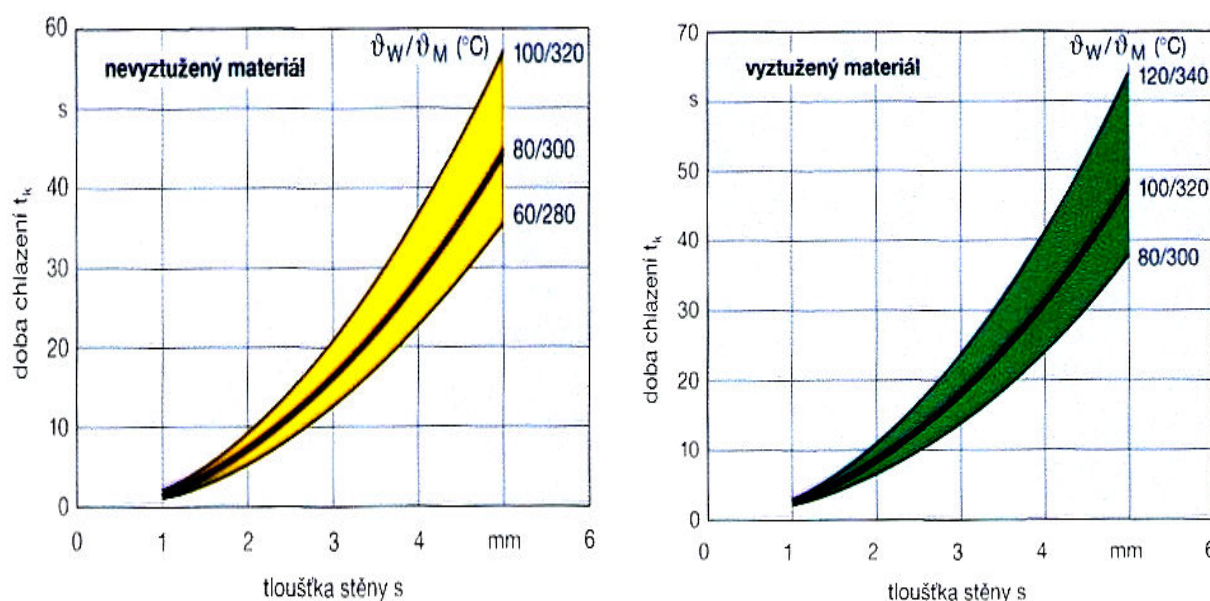 60
nevyztužený materiál
ϑW/ϑM (°C)
100/320
s
80/300
40
60/280
30
20
10
0
doba chlazení tk
0 1 2 3 4 mm 6
tloušťka stěny s
70
vyztužený materiál
ϑW/ϑM (°C)
120/340
s
50
100/320
40
80/300
30
20
10
0
doba chlazení tk
0 1 2 3 4 mm 6
tloušťka stěny s